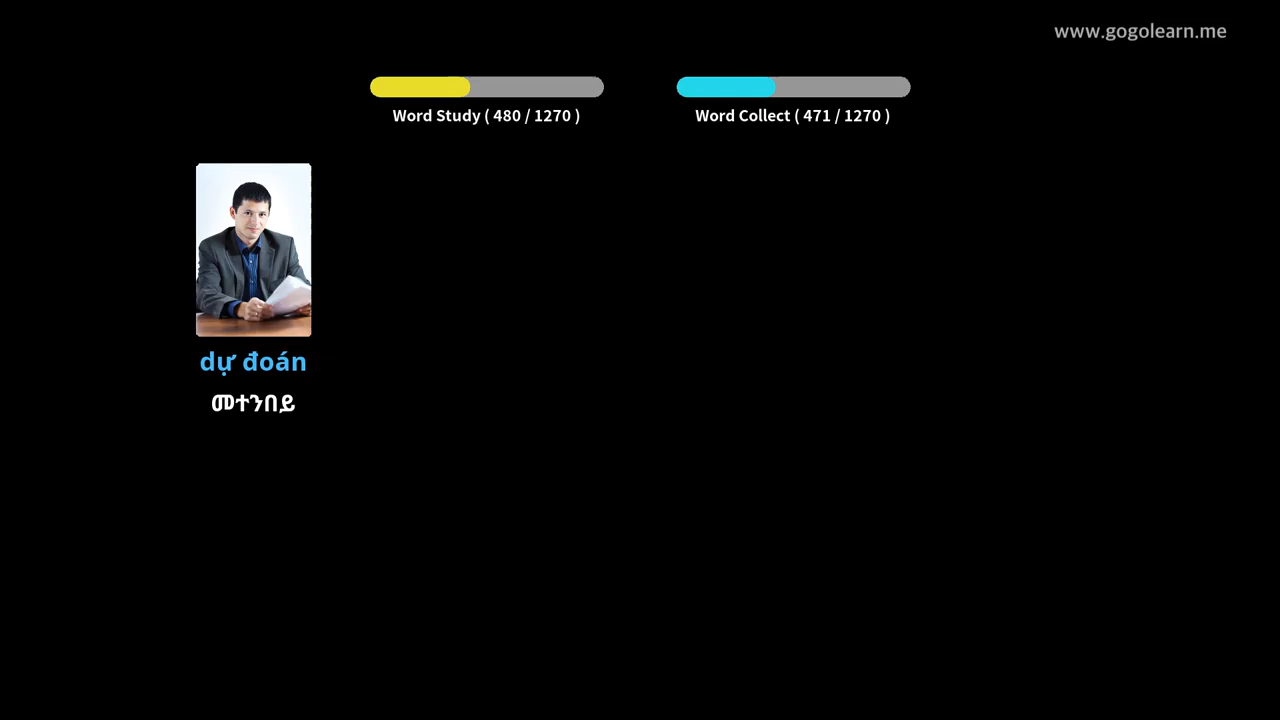 www.gogolearn.me
Word Study ( 480 / 1270 )
Word Collect ( 471 / 1270 )
dự đoán
መተንበይ